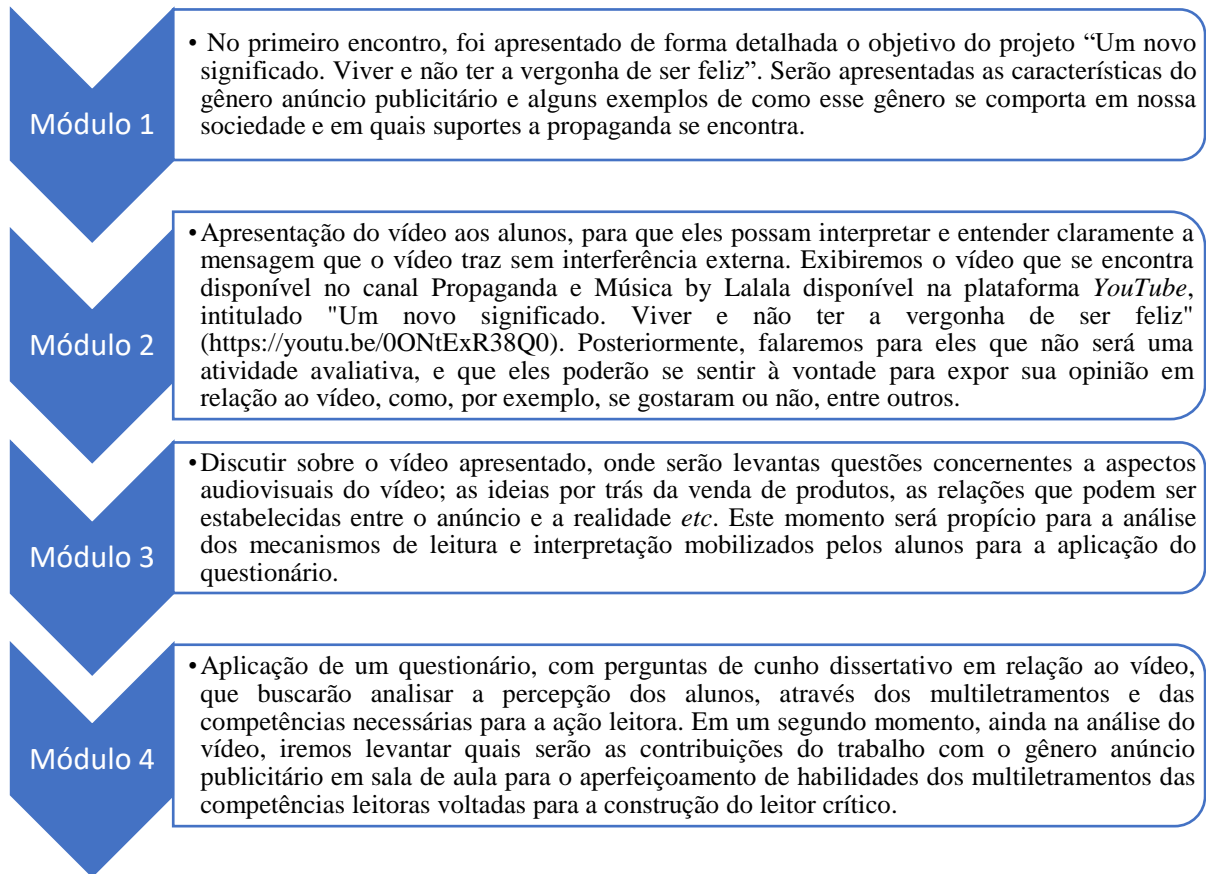 Módulo 1
• No primeiro encontro, foi apresentado de forma detalhada o objetivo do projeto “Um novo
significado. Viver e não ter a vergonha de ser feliz”. Serão apresentadas as características do
gênero anúncio publicitário e alguns exemplos de como esse gênero se comporta em nossa
sociedade e em quais suportes a propaganda se encontra.
Módulo 2
• Apresentação do vídeo aos alunos, para que eles possam interpretar e entender claramente a
mensagem que o vídeo traz sem interferência externa. Exibiremos o vídeo que se encontra
disponível no canal Propaganda e Música by Lalala disponível na plataforma YouTube,
intitulado "Um novo significado. Viver e não ter a vergonha de ser feliz"
(https://youtu.be/0ONtExR38Q0). Posteriormente, falaremos para eles que não será uma
atividade avaliativa, e que eles poderão se sentir à vontade para expor sua opinião em
relação ao vídeo, como, por exemplo, se gostaram ou não, entre outros.
Módulo 3
• Discutir sobre o vídeo apresentado, onde serão levantas questões concernentes a aspectos
audiovisuais do vídeo; as ideias por trás da venda de produtos, as relações que podem ser
estabelecidas entre o anúncio e a realidade etc. Este momento será propício para a análise
dos mecanismos de leitura e interpretação mobilizados pelos alunos para a aplicação do
questionário.
Módulo 4
• Aplicação de um questionário, com perguntas de cunho dissertativo em relação ao vídeo,
que buscarão analisar a percepção dos alunos, através dos multiletramentos e das
competências necessárias para a ação leitora. Em um segundo momento, ainda na análise do
vídeo, iremos levantar quais serão as contribuições do trabalho com o gênero anúncio
publicitário em sala de aula para o aperfeiçoamento de habilidades dos multiletramentos das
competências leitoras voltadas para a construção do leitor crítico.